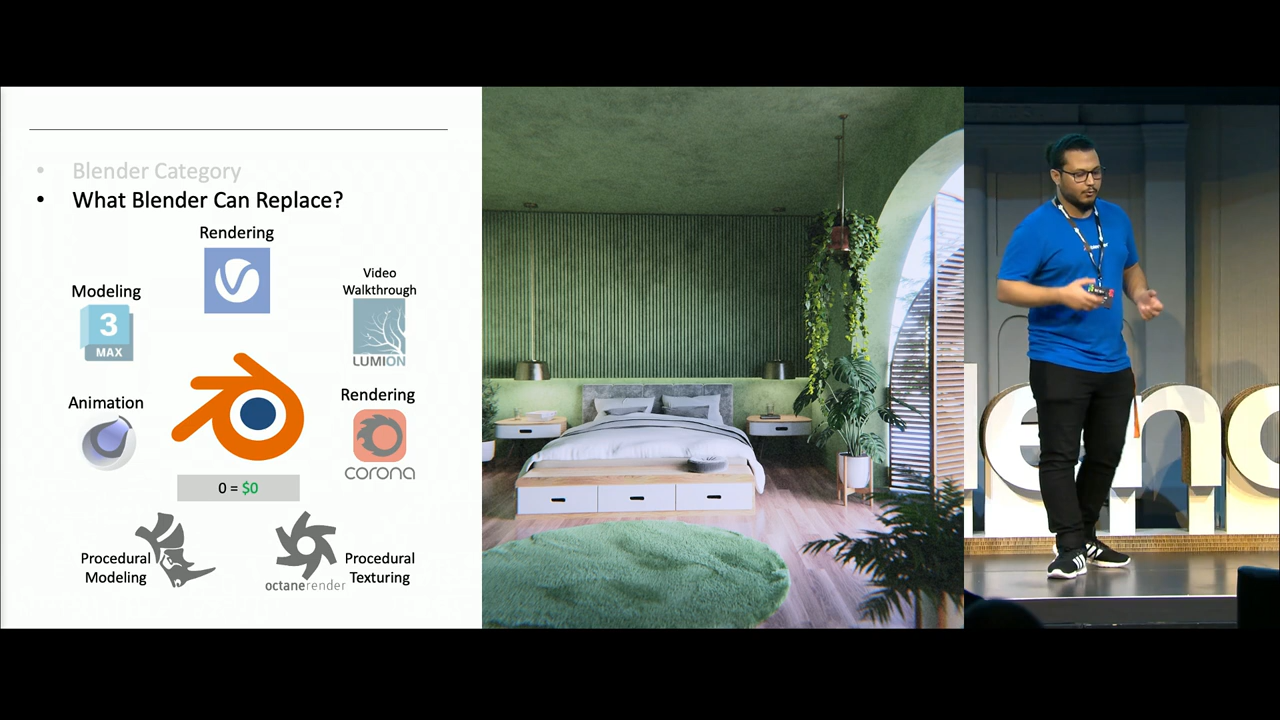 Blender Category
What Blender Can Replace?
Rendering
Modeling
Video
Walkthrough
3
MAX
LUMION
Animation
Rendering
corona
0 = $0
Procedural
Modeling
octanerender
Procedural
Texturing
lend